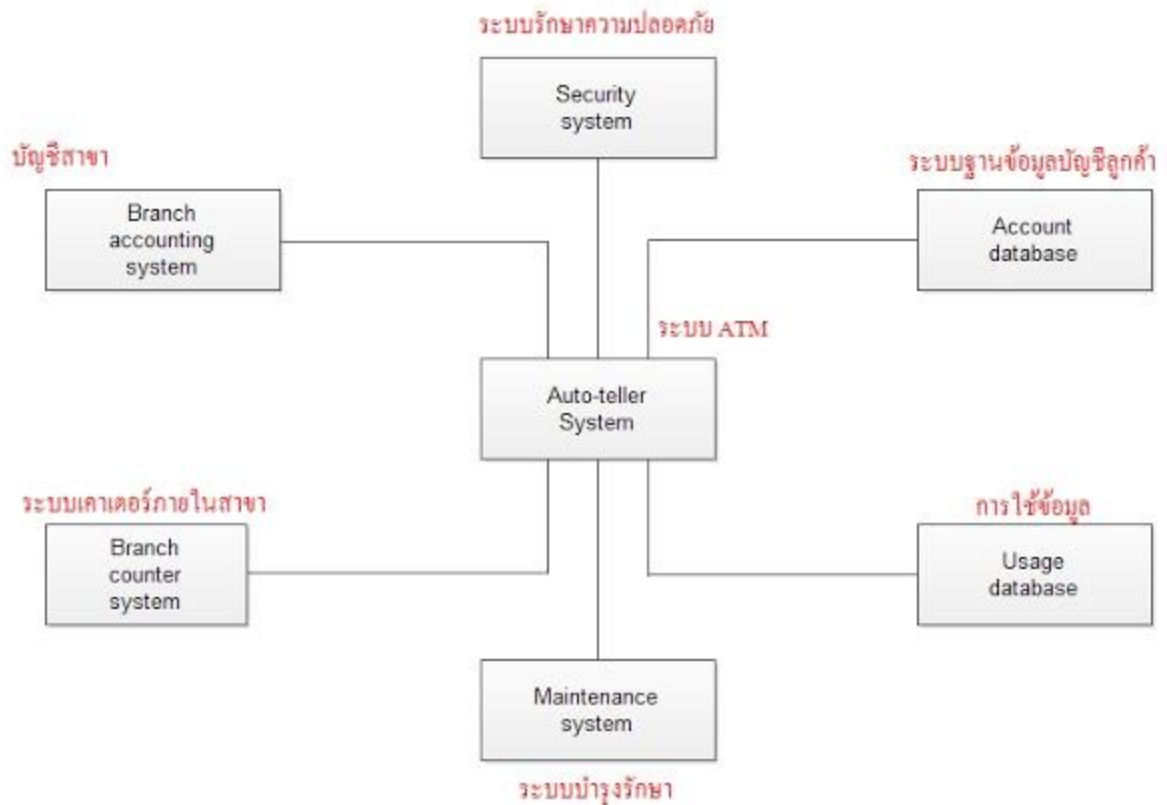 ระบบรักษาความปลอดภัย
Security
system
บัญชีสาขา
Branch
accounting
system
ระบบฐานข้อมูลบัญชีลูกค้า
Account
database
ระบบ ATM
Auto-teller
System
ระบบเคาเตอร์ภายในสาขา
Branch
counter
system
การใช้ข้อมูล
Usage
database
Maintenance
system
ระบบบำรุงรักษา